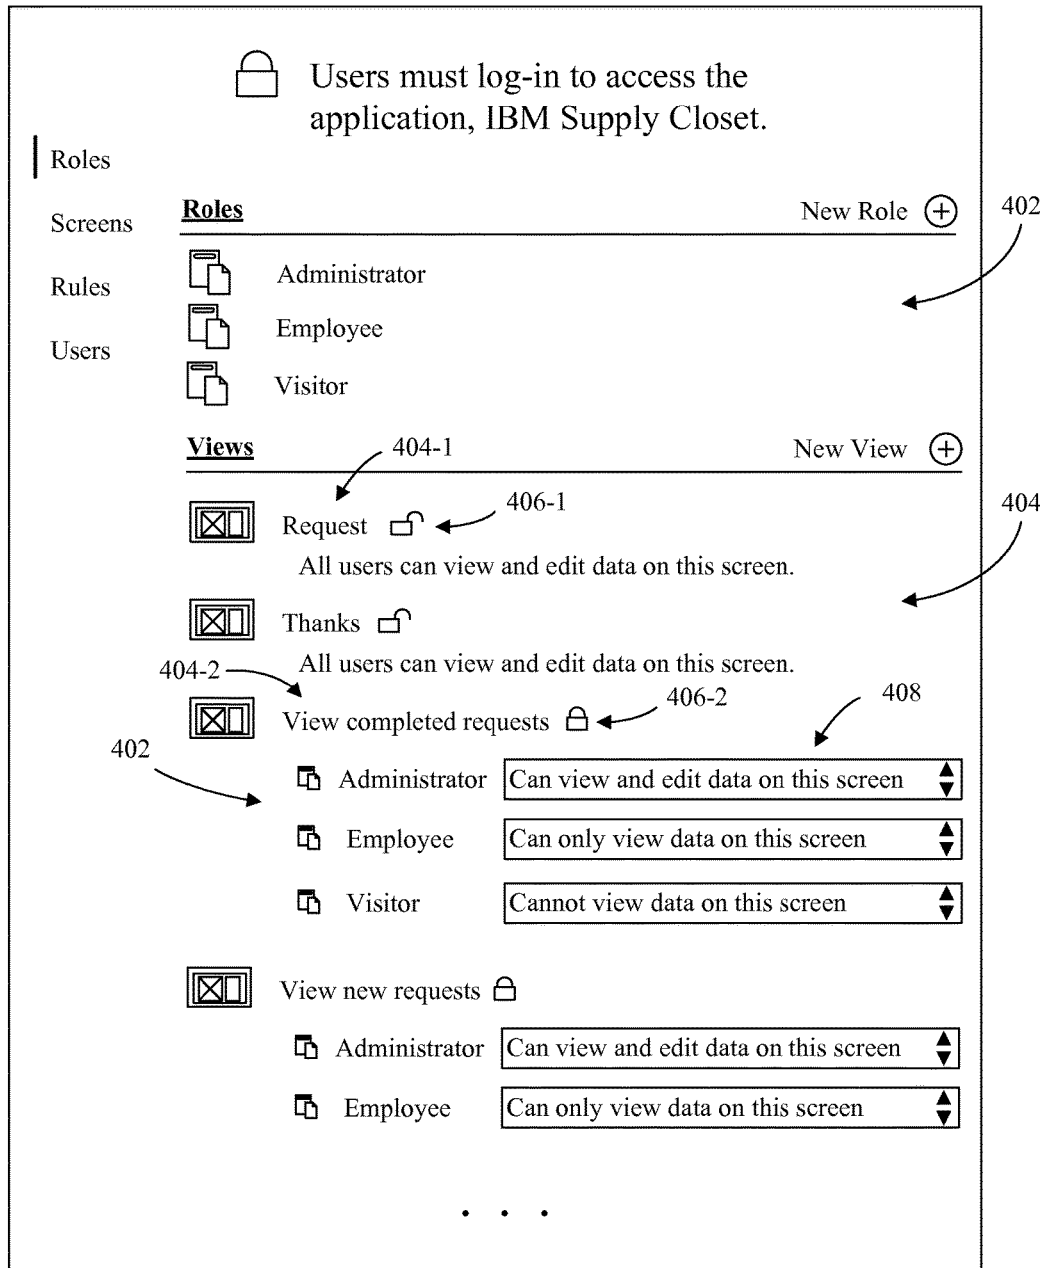 Users must log-in to access the
application, IBM Supply Closet.
Roles
Screens
Rules
Users
Roles New Role
402
Administrator
Employee
Visitor
Views 404-1 New View
Request 406-1
404
All users can view and edit data on this screen.
Thanks
All users can view and edit data on this screen.
404-2
View completed requests 406-2 408
402
Administrator Can view and edit data on this screen
Employee Can only view data on this screen
Visitor Cannot view data on this screen
View new requests
Administrator Can view and edit data on this screen
Employee Can only view data on this screen
. . .